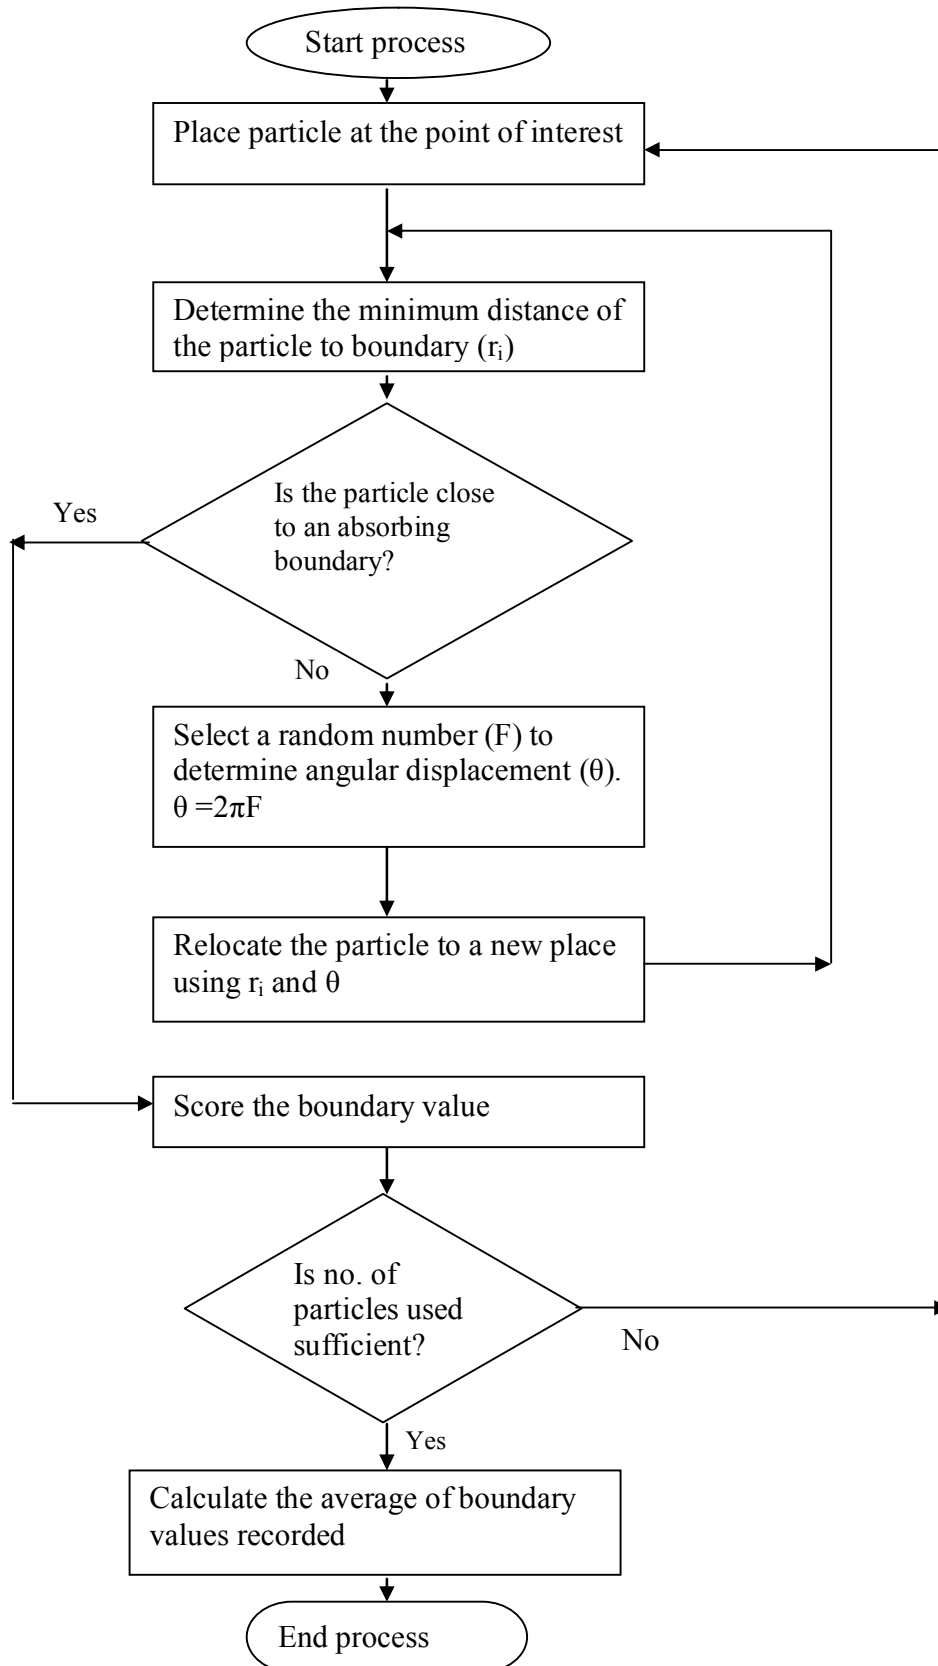 Start process
Place particle at the point of interest
Determine the minimum distance of
the particle to boundary (rᵢ)
Is the particle close
to an absorbing
boundary?
Yes
No
Select a random number (F) to
determine angular displacement (θ).
θ =2πF
Relocate the particle to a new place
using rᵢ and θ
Score the boundary value
Is no. of
particles used
sufficient?
No
Yes
Calculate the average of boundary
values recorded
End process